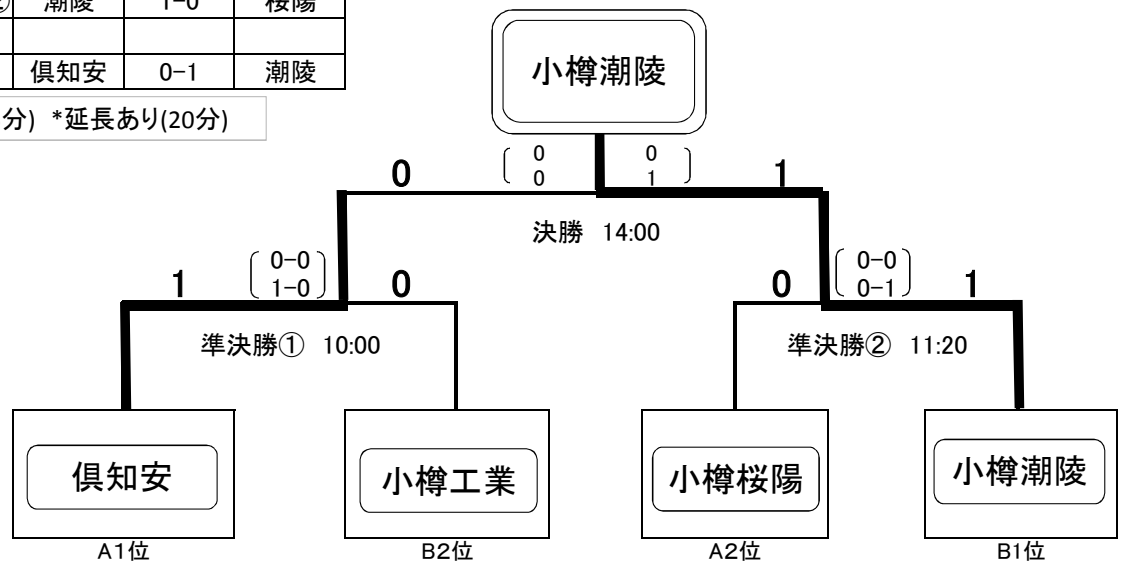 ② 潮陵 1-0 桜陽
倶知安 0-1 潮陵
分) *延長あり(20分)
小樽潮陵
0 0 0 1
0 1
決勝 14:00
1 0-0 0
1-0
0 0-0 1
0-1
準決勝① 10:00
準決勝② 11:20
倶知安
小樽工業
小樽桜陽
小樽潮陵
A1位
B2位
A2位
B1位